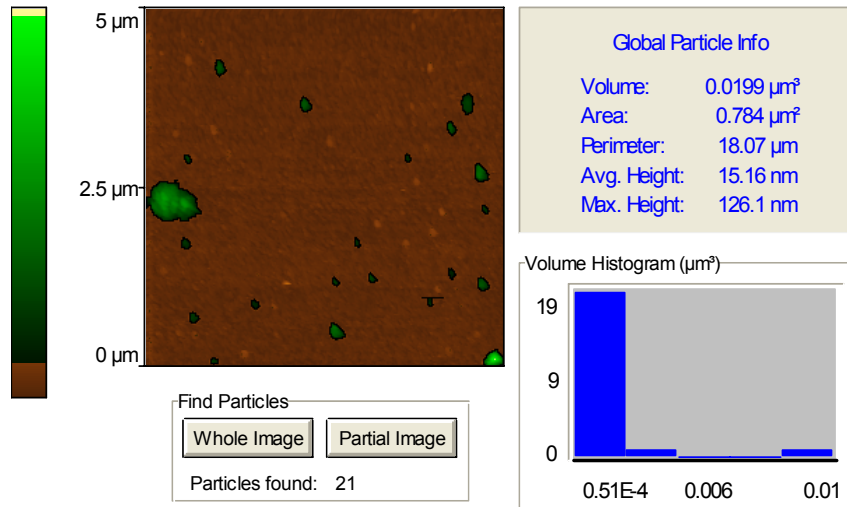 5 µm
2.5 µm
0 µm
Global Particle Info
Volume: 0.0199 µm³
Area: 0.784 µm²
Perimeter: 18.07 µm
Avg. Height: 15.16 nm
Max. Height: 126.1 nm
Volume Histogram (µm³)
19
9
0
0.51E-4 0.006 0.01
Find Particles
Whole Image Partial Image
Particles found: 21